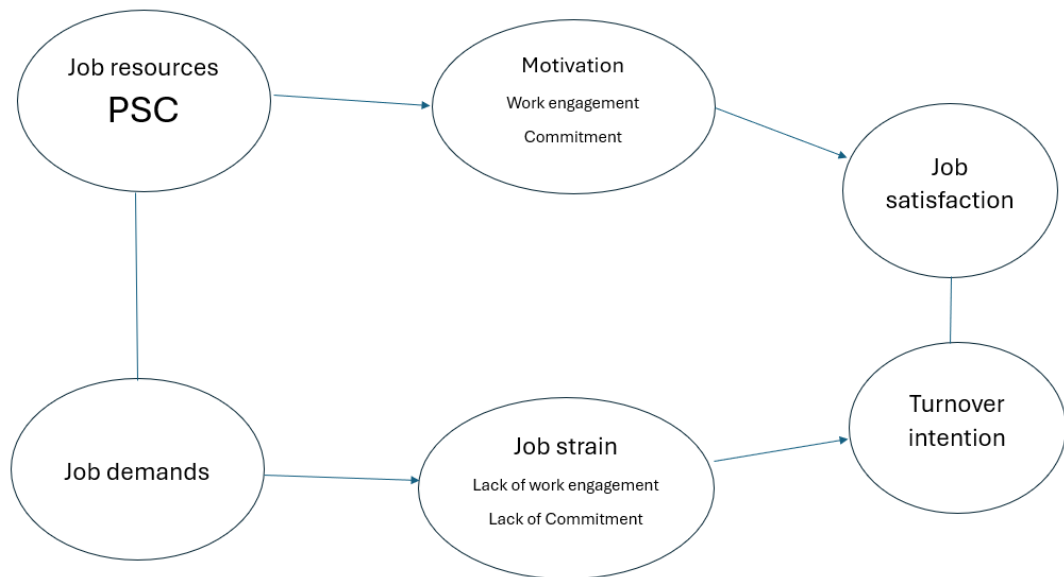 Job resources
PSC
Motivation
Work engagement
Commitment
Job
satisfaction
Job demands
Job strain
Lack of work engagement
Lack of Commitment
Turnover
intention